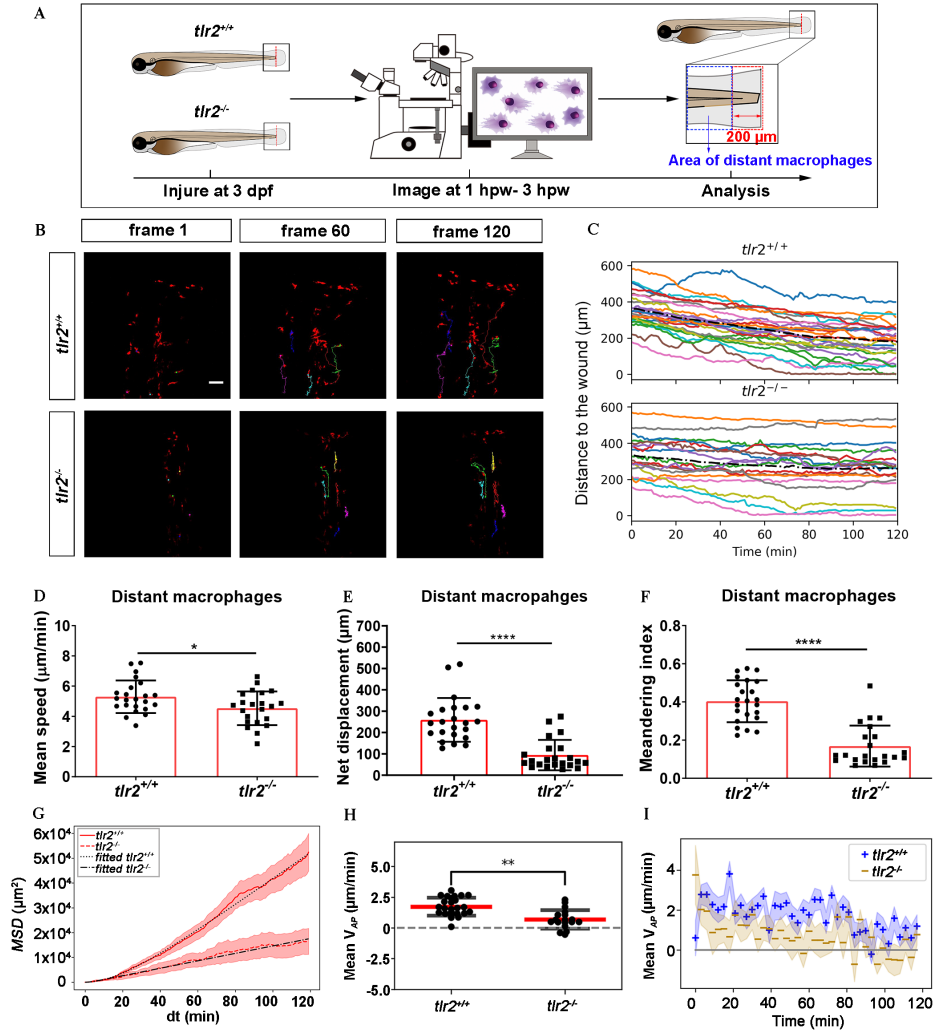 A
tlr2+/+
tlr2-/-
200 µm
Area of distant macrophages
Injure at 3 dpf
Image at 1 hpw- 3 hpw
Analysis
B
frame 1
frame 60
frame 120
tlr2+/+
tlr2-/-
C
tlr2+/+
600
400
200
0
tlr2−/−
600
400
200
0
Distance to the wound (µm)
0 20 40 60 80 100 120
Time (min)
D
Distant macrophages
Mean speed (µm/min)
10
8
6
4
2
0
*
tlr2+/+
tlr2-/-
E
Distant macropahges
Net displacement (µm)
700
600
500
400
300
200
100
0
****
tlr2+/+
tlr2-/-
F
Distant macrophages
Meandering index
0.8
0.6
0.4
0.2
0.0
****
tlr2+/+
tlr2-/-
G
MSD (µm²)
6x10⁴
5x10⁴
4x10⁴
3x10⁴
2x10⁴
1x10⁴
0
tlr2+/+
tlr2-/-
fitted tlr2+/+
fitted tlr2-/-
0 20 40 60 80 100 120
dt (min)
H
Mean VAP (µm/min)
5.0
2.5
0
-2.5
-5.0
**
tlr2+/+
tlr2-/-
I
Mean VAP (µm/min)
4
2
0
tlr2+/+
tlr2-/-
0 20 40 60 80 100 120
Time (min)